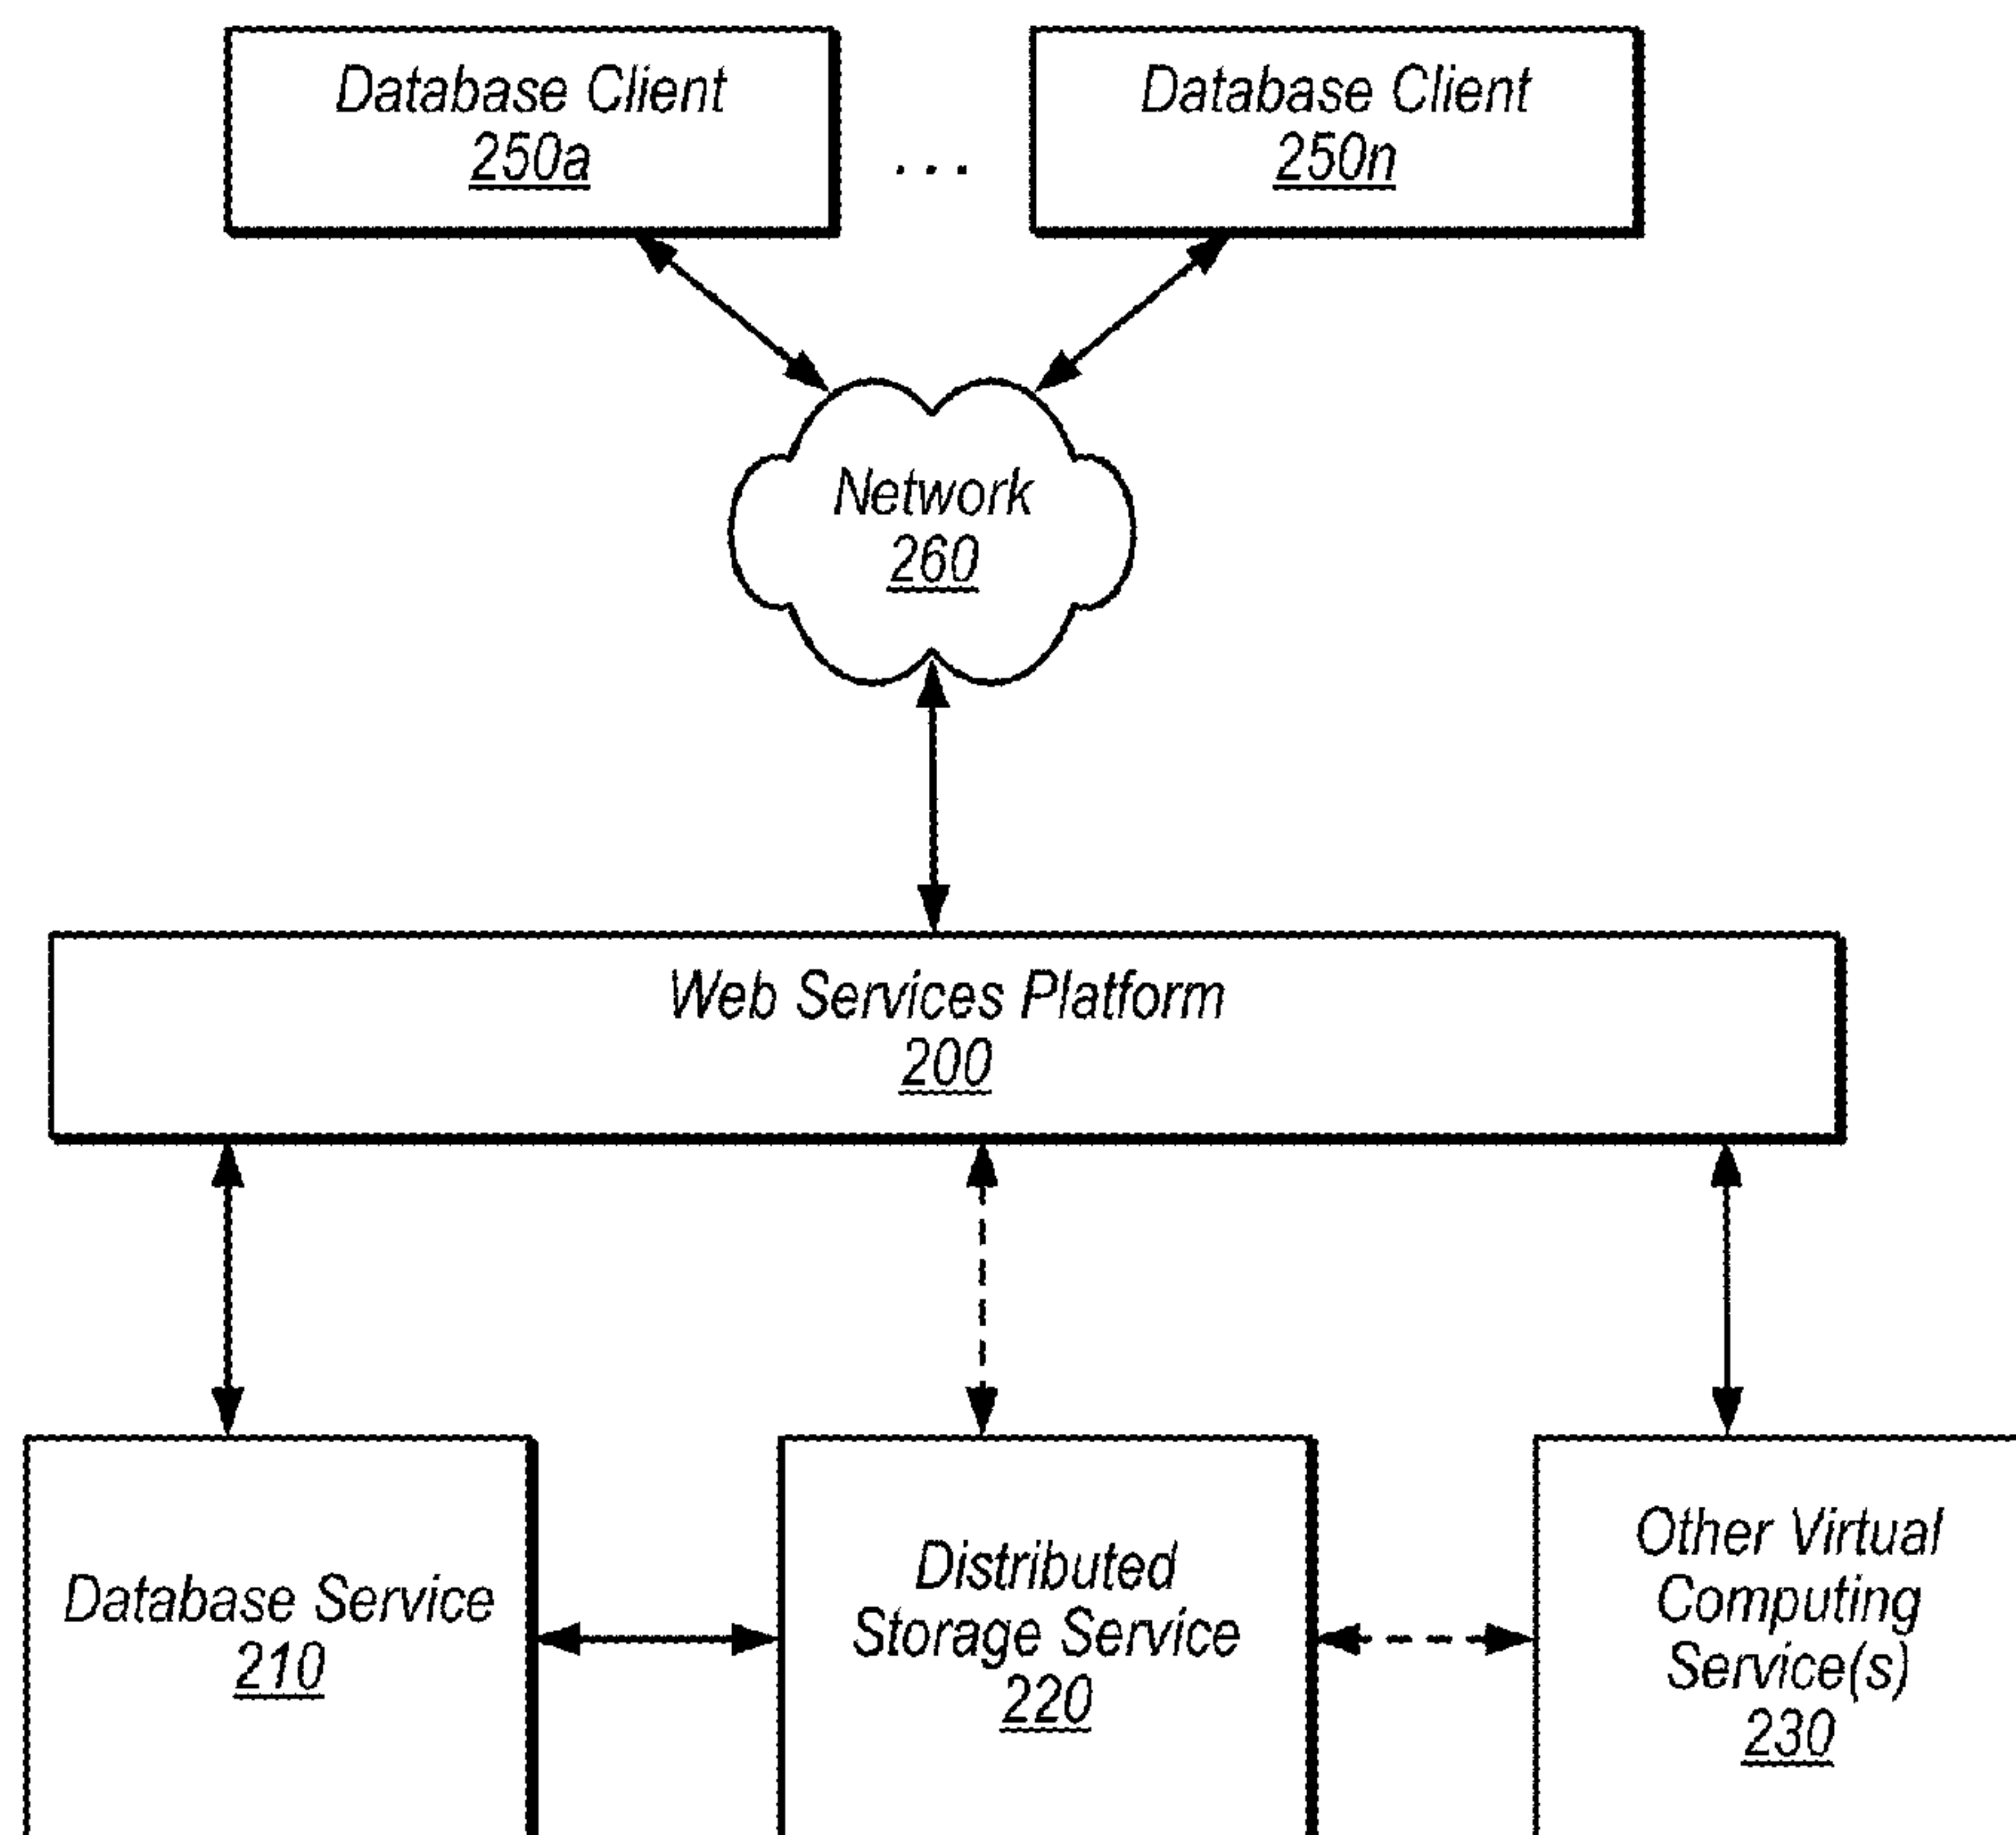 Database Client
250a
...
Database Client
250n
Network
260
Web Services Platform
200
Database Service
210
Distributed
Storage Service
220
Other Virtual
Computing
Service(s)
230